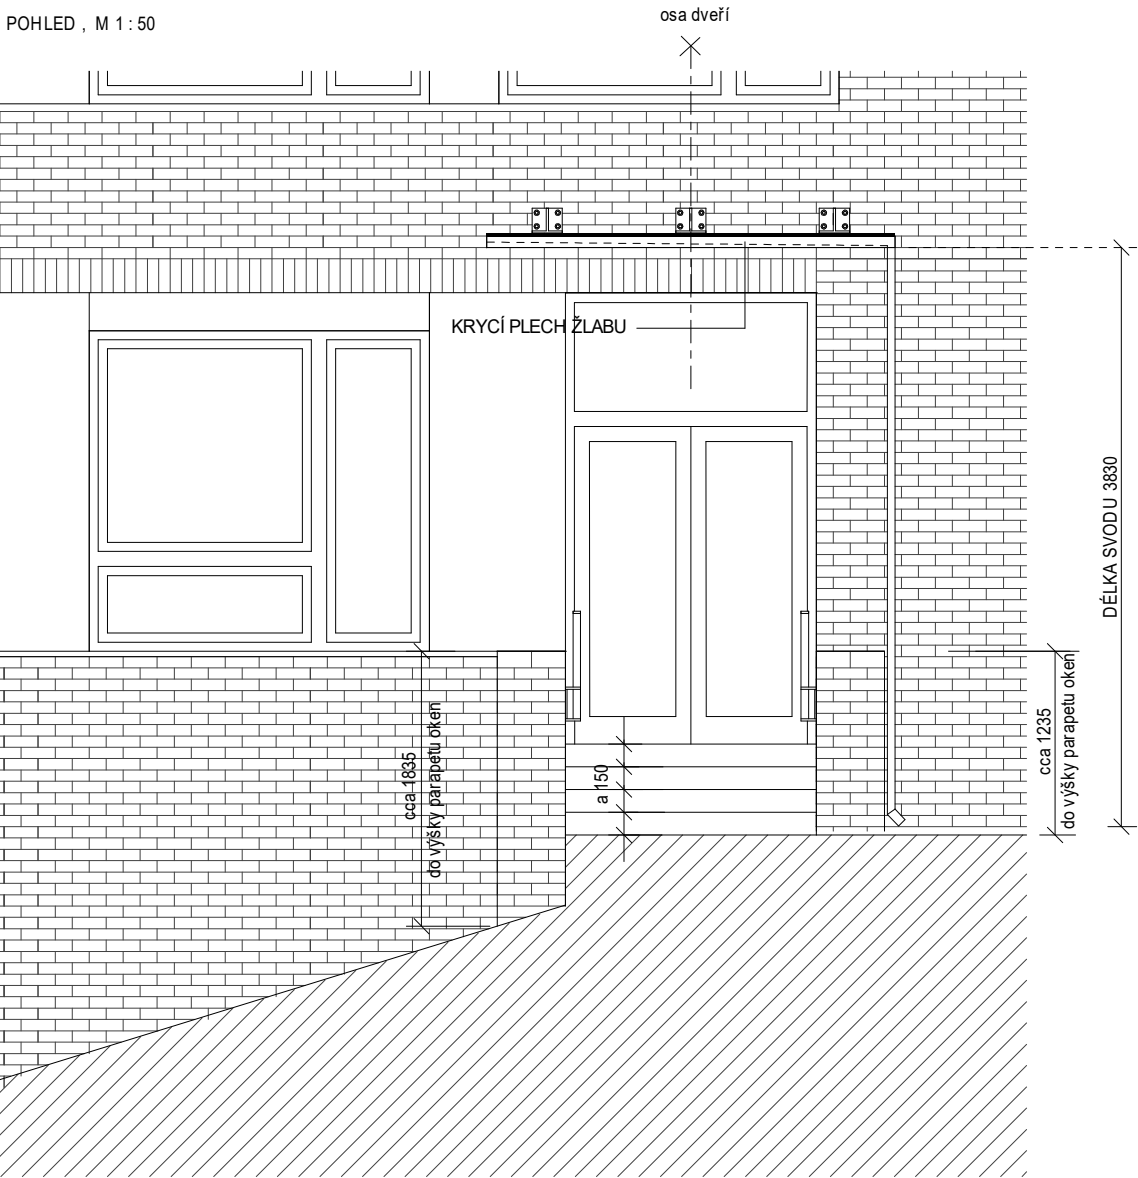 POHLED , M 1 : 50
osa dveří
KRYCÍ PLECH ŽLABU
DÉLKA SVODU 3830
cca 1235
do výšky parapetu oken
cca 1835
do výšky parapetu oken
a 150